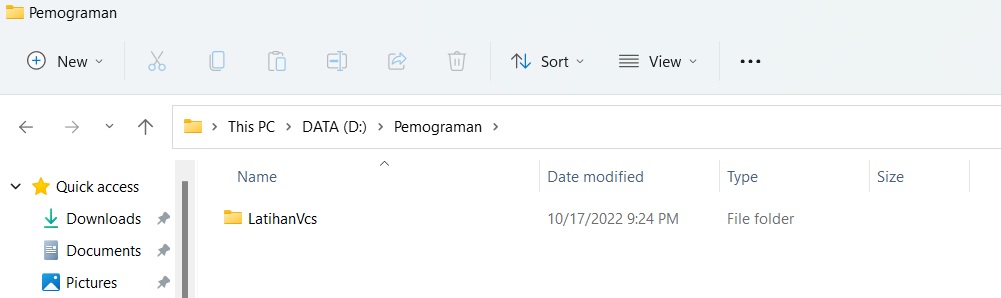 Pemograman
New Sort View
This PC > DATA (D:) > Pemograman >
Name Date modified Type Size
Quick access
LatihanVcs 10/17/2022 9:24 PM File folder
Downloads
Documents
Pictures